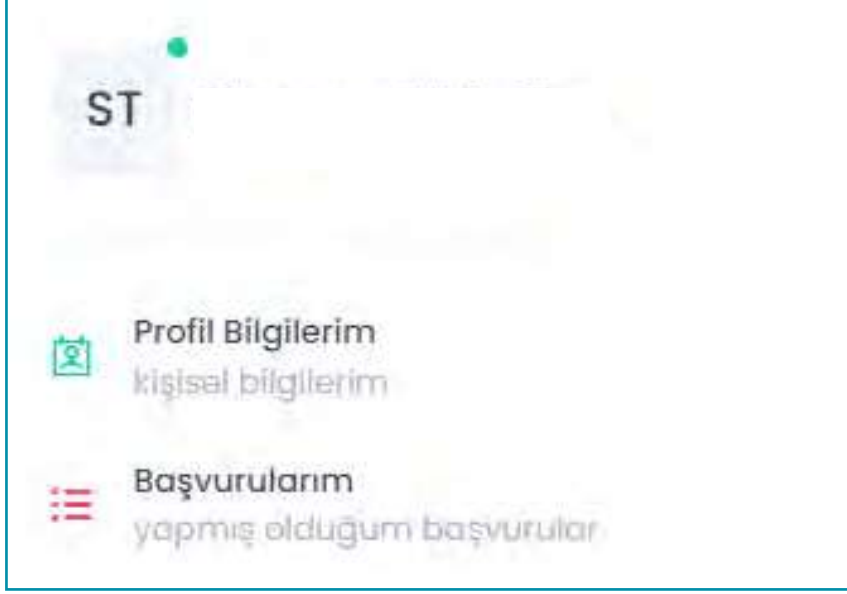 ST
Profil Bilgilerim
kişisel bilgilerim
Başvurularım
yapmış olduğum başvurular